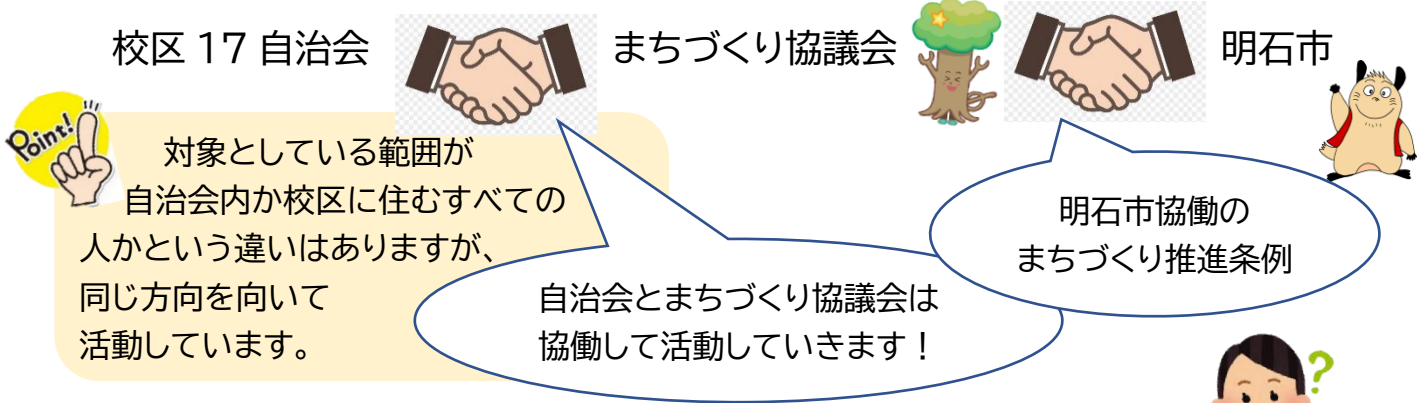 校区17自治会
まちづくり協議会
明石市
Point!
対象としている範囲が
自治会内か校区に住むすべての
人かという違いはありますが、
同じ方向を向いて
活動しています。
自治会とまちづくり協議会は
協働して活動していきます！
明石市協働の
まちづくり推進条例
?